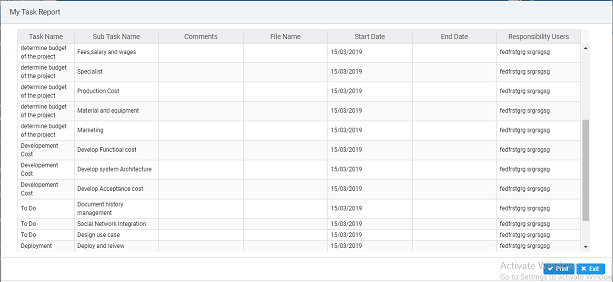 My Task Report
Task Name Sub Task Name Comments File Name Start Date End Date Responsibility Users
determine budget of the project Fees,salary and wages 15/03/2019 fedfrstgrg srgrsgsg
determine budget of the project Specialist 15/03/2019 fedfrstgrg srgrsgsg
determine budget of the project Production Cost 15/03/2019 fedfrstgrg srgrsgsg
determine budget of the project Material and equipment 15/03/2019 fedfrstgrg srgrsgsg
determine budget of the project Marketing 15/03/2019 fedfrstgrg srgrsgsg
Developement Cost Develop Functioal cost 15/03/2019 fedfrstgrg srgrsgsg
Developement Cost Develop system Architecture 15/03/2019 fedfrstgrg srgrsgsg
Developement Cost Develop Acceptance cost 15/03/2019 fedfrstgrg srgrsgsg
To Do Document history management 15/03/2019 fedfrstgrg srgrsgsg
To Do Social Network Integration 15/03/2019 fedfrstgrg srgrsgsg
To Do Design use case 15/03/2019 fedfrstgrg srgrsgsg
Deployment Deploy and reivew 15/03/2019 fedfrstgrg srgrsgsg
Activate Windows
Print Exit
Go to Settings to activate Windows